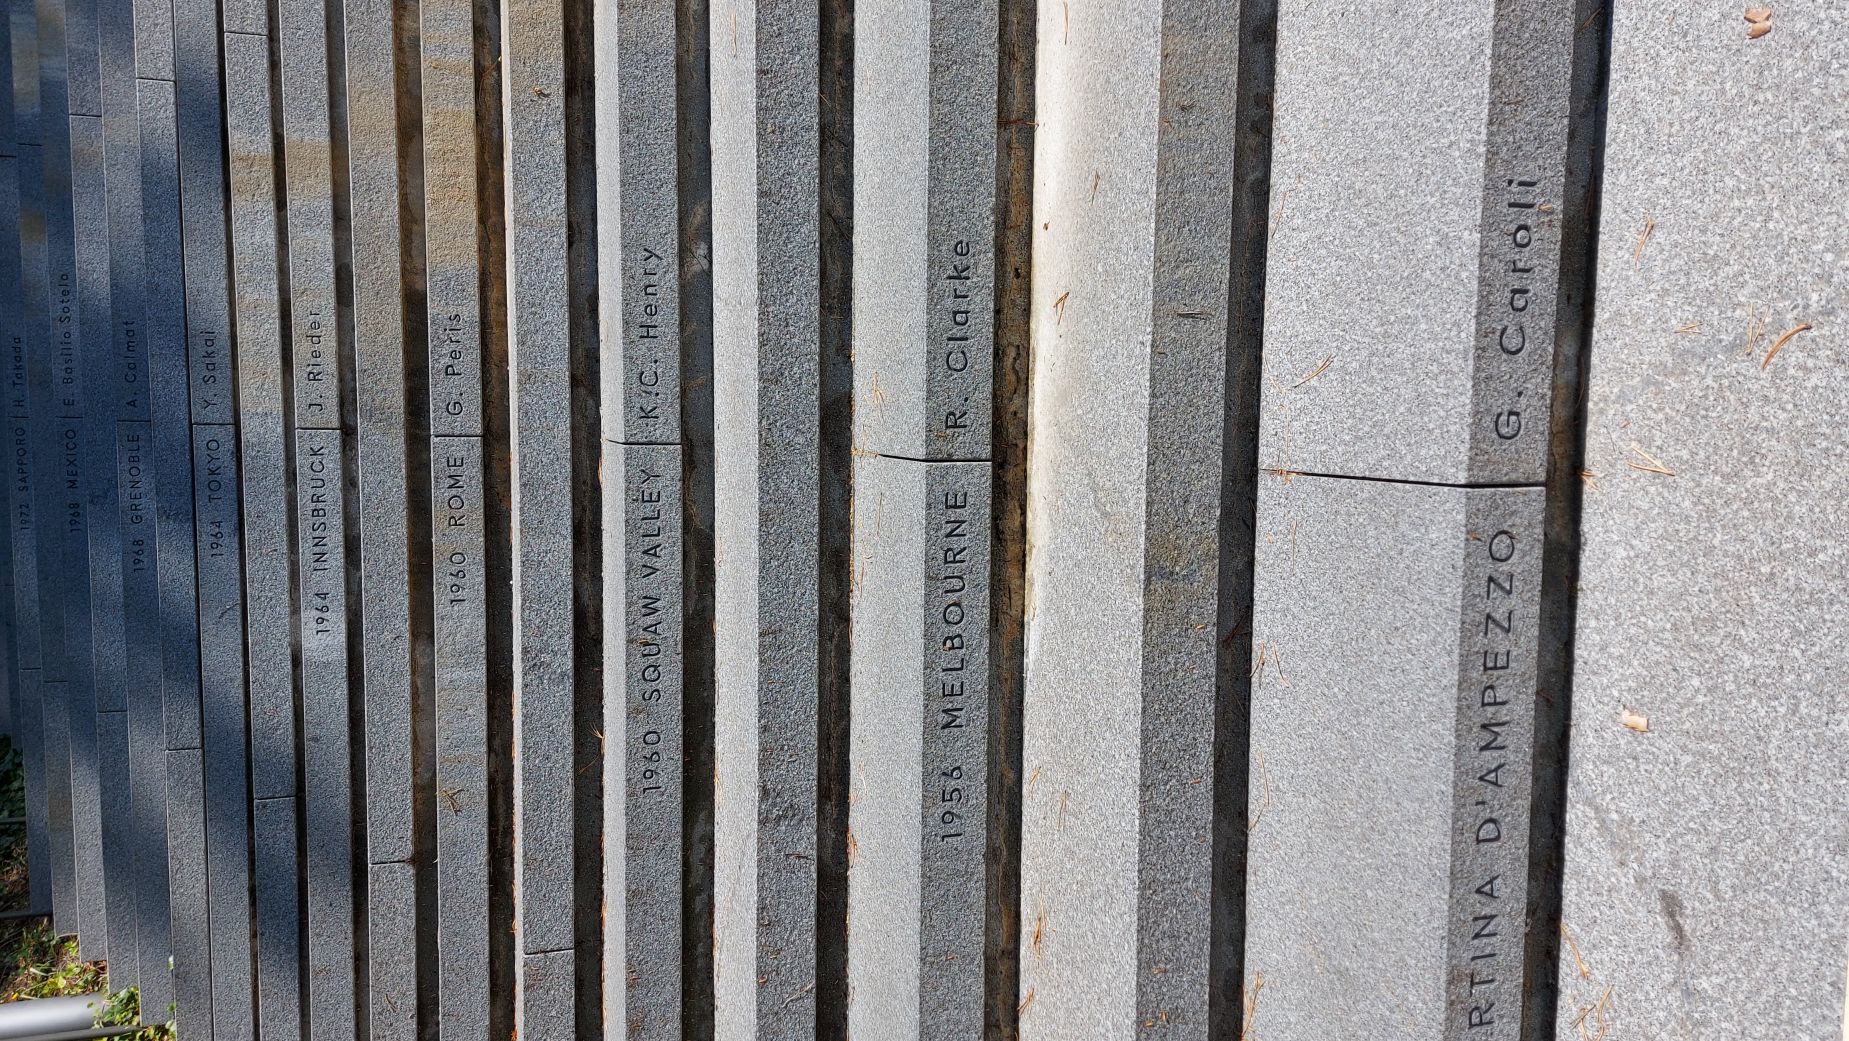 1972 SAPPORO H. Takada
1968 MEXICO E. Basilio Sotelo
1968 GRENOBLE A. Calmat
1964 TOKYO Y. Sakai
1964 INNSBRUCK J. Rieder
1960 ROME G. Peris
1960 SQUAW VALLEY K.C. Henry
1956 MELBOURNE R. Clarke
RTINA D'AMPEZZO G. Caroli